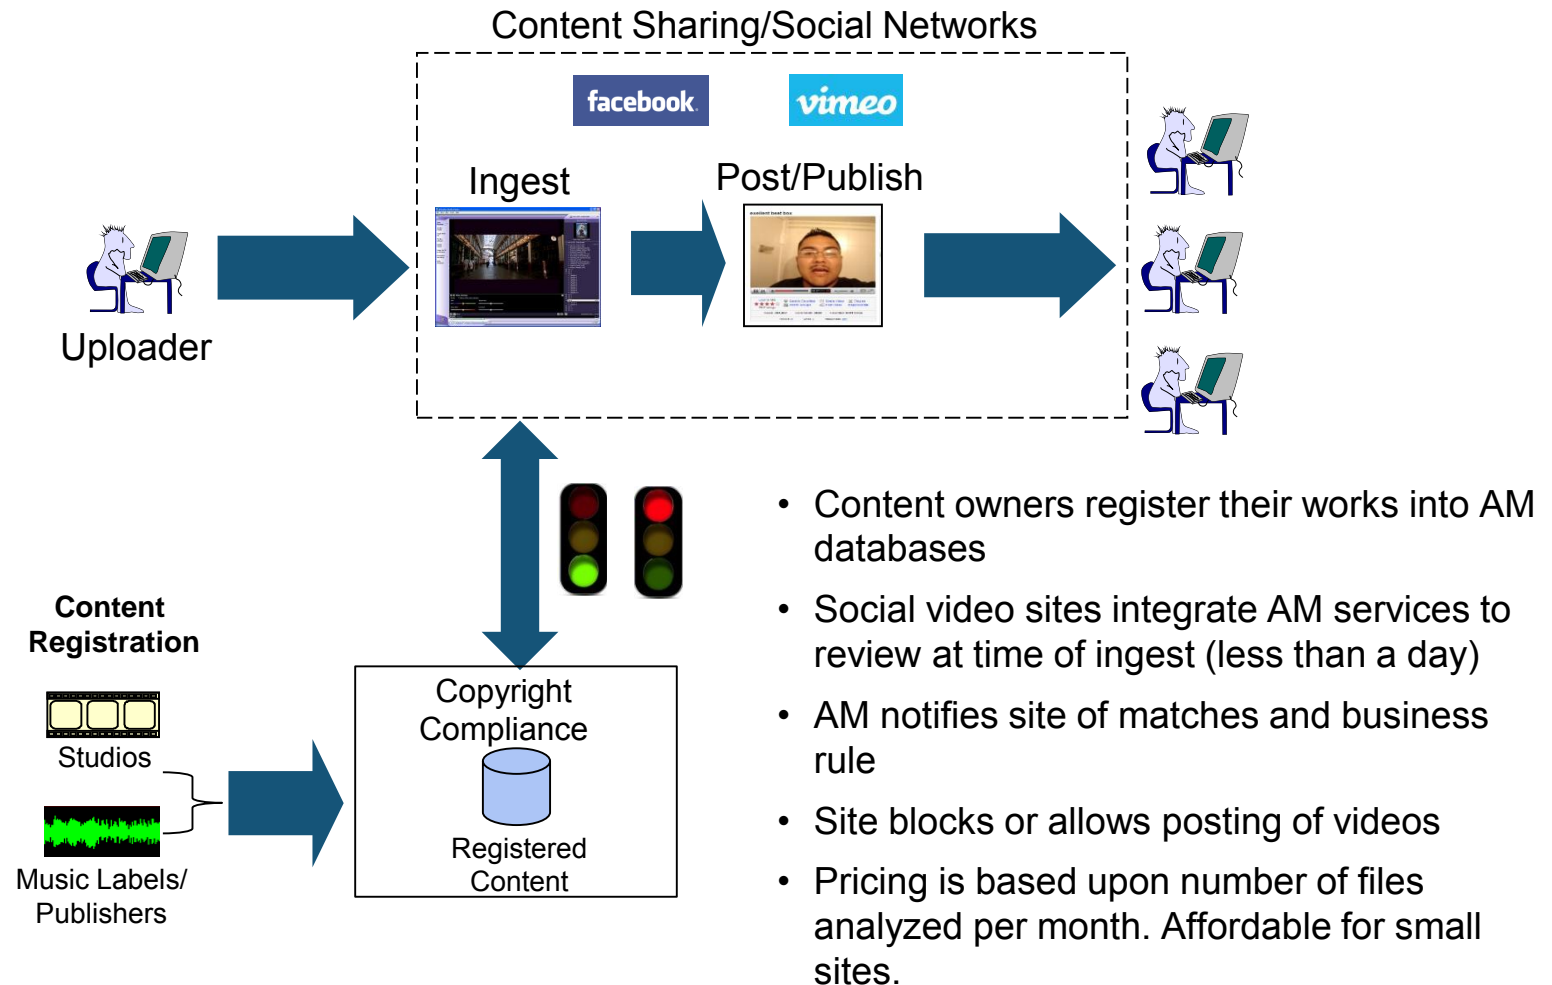 Content Sharing/Social Networks
facebook.
vimeo
Ingest
Post/Publish
Uploader
Content
Registration
Studios
Music Labels/
Publishers
Copyright
Compliance
Registered
Content
• Content owners register their works into AM
databases
• Social video sites integrate AM services to
review at time of ingest (less than a day)
• AM notifies site of matches and business
rule
• Site blocks or allows posting of videos
• Pricing is based upon number of files
analyzed per month. Affordable for small
sites.